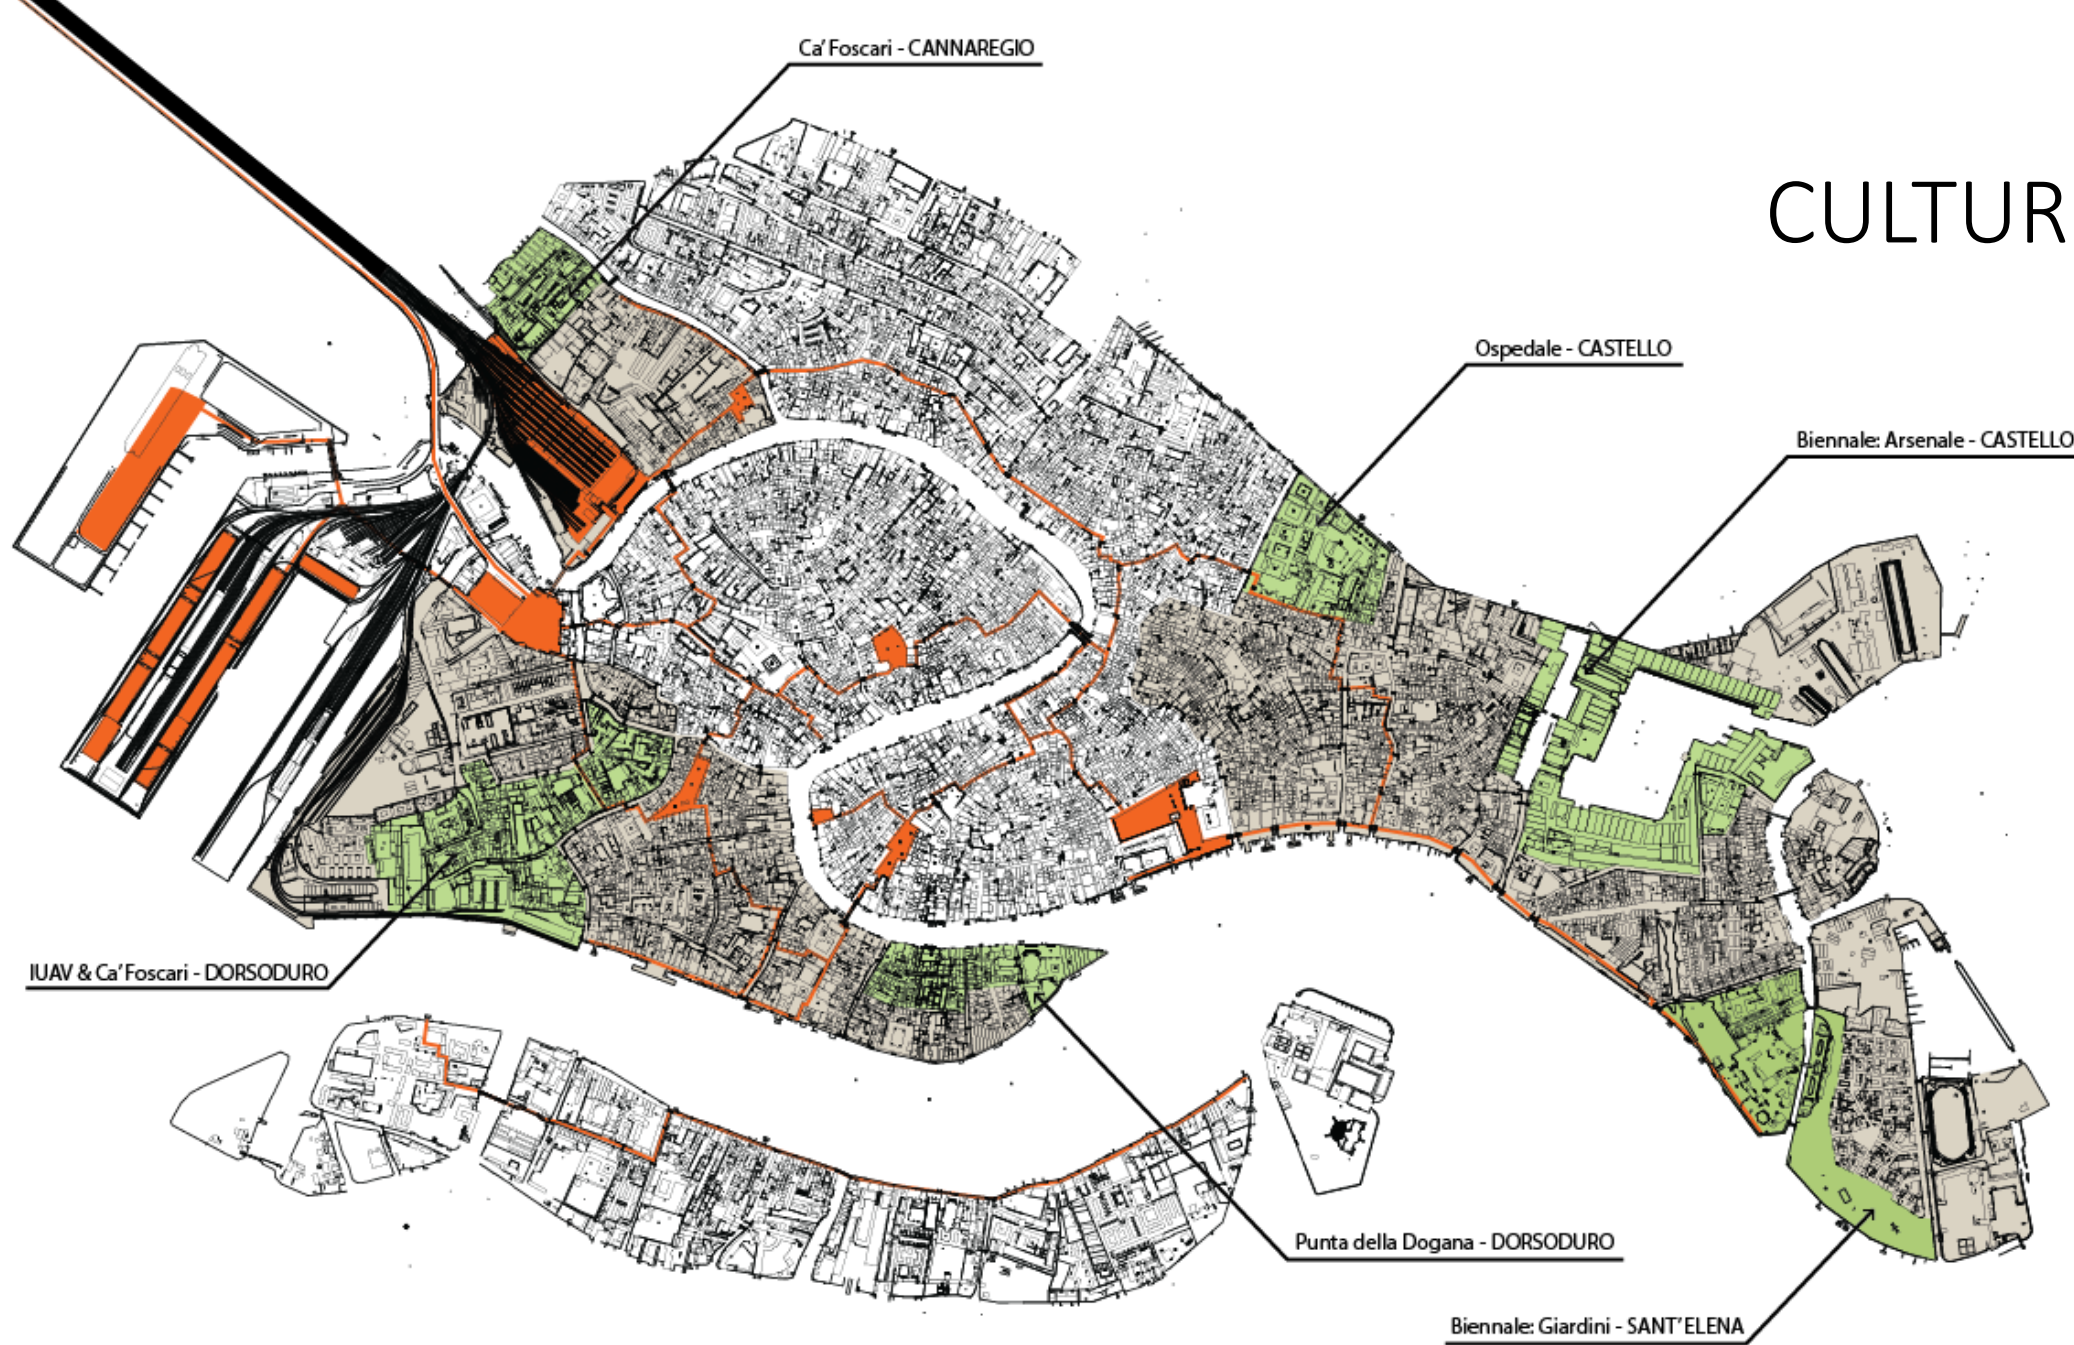 Ca' Foscari - CANNAREGIO
CULTUR
Ospedale - CASTELLO
Biennale: Arsenale - CASTELLO
IUAV & Ca' Foscari - DORSODURO
Punta della Dogana - DORSODURO
Biennale: Giardini - SANT'ELENA